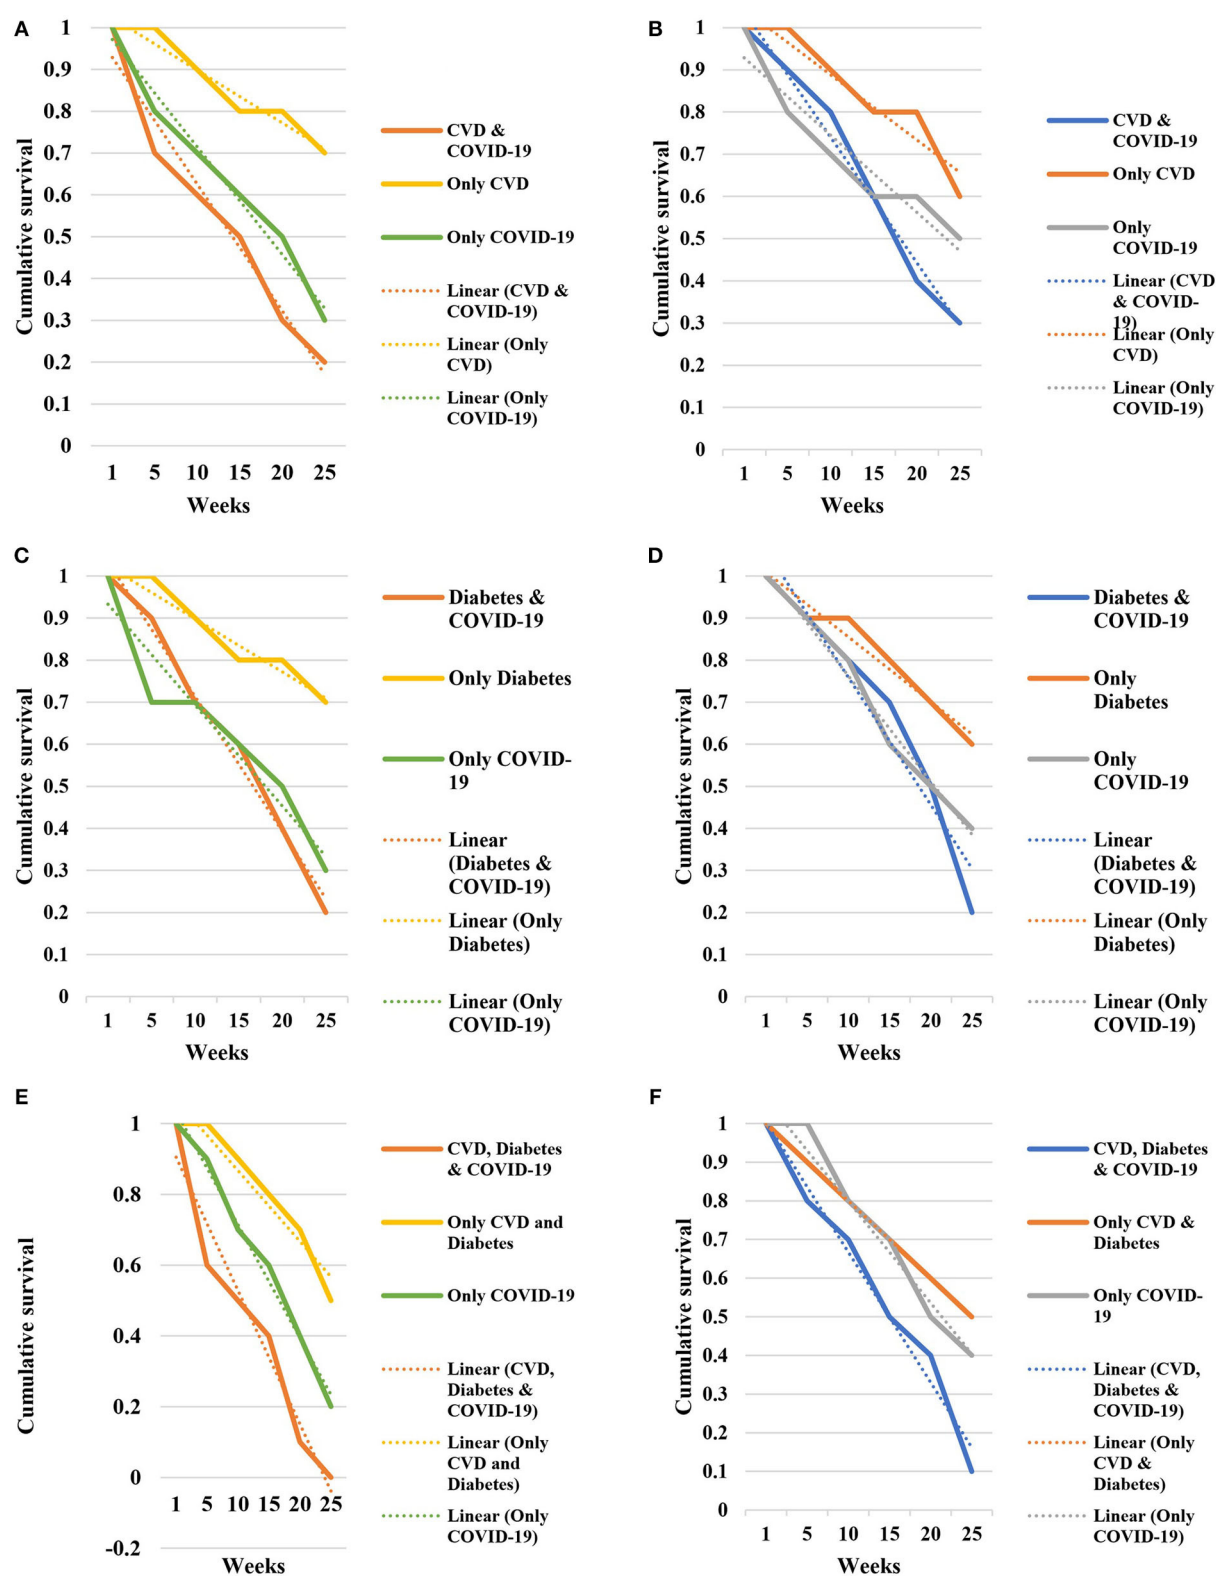 A
1
0.9
0.8
0.7
0.6
0.5
0.4
0.3
0.2
0.1
0
Cumulative survival
1 5 10 15 20 25
Weeks
CVD &
COVID-19
Only CVD
Only COVID-19
Linear (CVD &
COVID-19)
Linear (Only
CVD)
Linear (Only
COVID-19)
B
1
0.9
0.8
0.7
0.6
0.5
0.4
0.3
0.2
0.1
0
Cumulative survival
1 5 10 15 20 25
Weeks
CVD &
COVID-19
Only CVD
Only
COVID-19
Linear (CVD
& COVID-
19)
Linear (Only
CVD)
Linear (Only
COVID-19)
C
1
0.9
0.8
0.7
0.6
0.5
0.4
0.3
0.2
0.1
0
Cumulative survival
1 5 10 15 20 25
Weeks
Diabetes &
COVID-19
Only Diabetes
Only COVID-
19
Linear
(Diabetes &
COVID-19)
Linear (Only
Diabetes)
Linear (Only
COVID-19)
D
1
0.9
0.8
0.7
0.6
0.5
0.4
0.3
0.2
0.1
0
Cumulative survival
1 5 10 15 20 25
Weeks
Diabetes &
COVID-19
Only
Diabetes
Only
COVID-19
Linear
(Diabetes &
COVID-19)
Linear (Only
Diabetes)
Linear (Only
COVID-19)
E
1
0.8
0.6
0.4
0.2
0
-0.2
Cumulative survival
1 5 10 15 20 25
Weeks
CVD, Diabetes
& COVID-19
Only CVD and
Diabetes
Only COVID-19
Linear (CVD,
Diabetes &
COVID-19)
Linear (Only
CVD and
Diabetes)
Linear (Only
COVID-19)
F
1
0.9
0.8
0.7
0.6
0.5
0.4
0.3
0.2
0.1
0
Cumulative survival
1 5 10 15 20 25
Weeks
CVD, Diabetes
& COVID-19
Only CVD &
Diabetes
Only COVID-
19
Linear (CVD,
Diabetes &
COVID-19)
Linear (Only
CVD &
Diabetes)
Linear (Only
COVID-19)